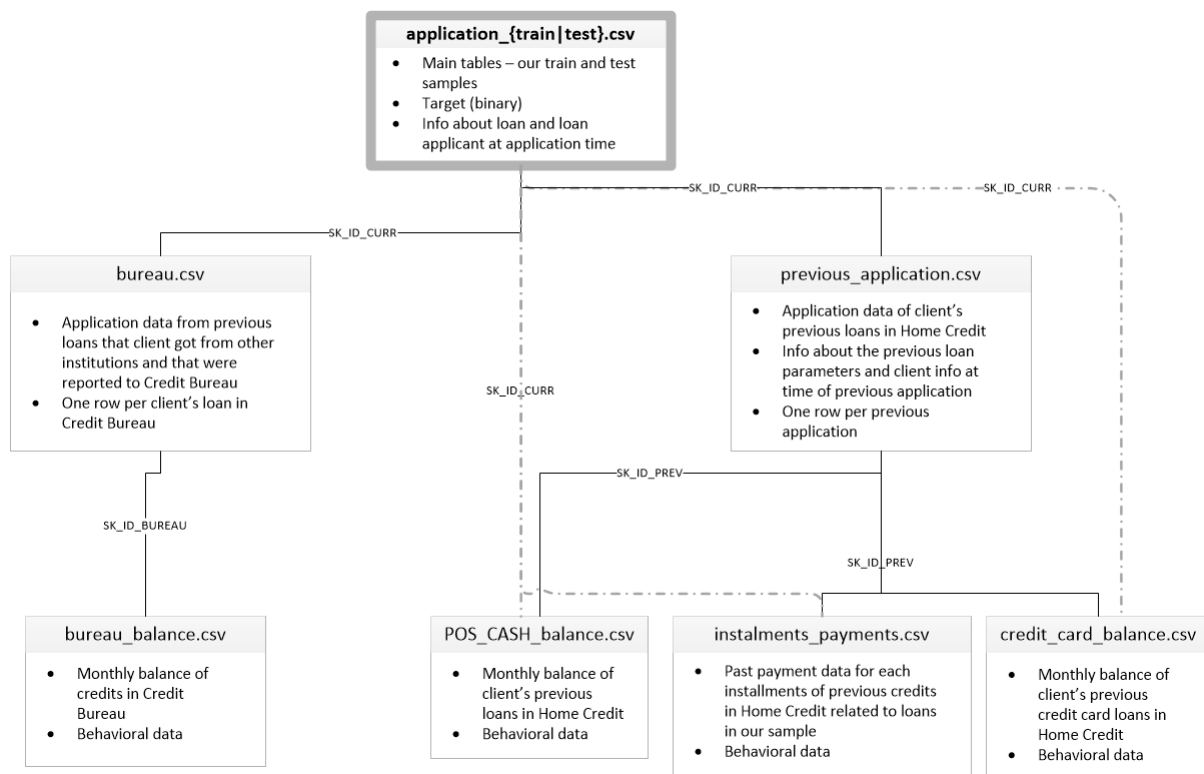 application_{train|test}.csv
• Main tables – our train and test
samples
• Target (binary)
• Info about loan and loan
applicant at application time
SK_ID_CURR
SK_ID_CURR
SK_ID_CURR
bureau.csv
• Application data from previous
loans that client got from other
institutions and that were
reported to Credit Bureau
• One row per client's loan in
Credit Bureau
previous_application.csv
• Application data of client's
previous loans in Home Credit
• Info about the previous loan
parameters and client info at
time of previous application
• One row per previous
application
SK_ID_CURR
SK_ID_PREV
SK_ID_BUREAU
SK_ID_PREV
bureau_balance.csv
• Monthly balance of
credits in Credit
Bureau
• Behavioral data
POS_CASH_balance.csv
• Monthly balance of
client's previous
loans in Home Credit
• Behavioral data
instalments_payments.csv
• Past payment data for each
installments of previous credits
in Home Credit related to loans
in our sample
• Behavioral data
credit_card_balance.csv
• Monthly balance of
client's previous
credit card loans in
Home Credit
• Behavioral data